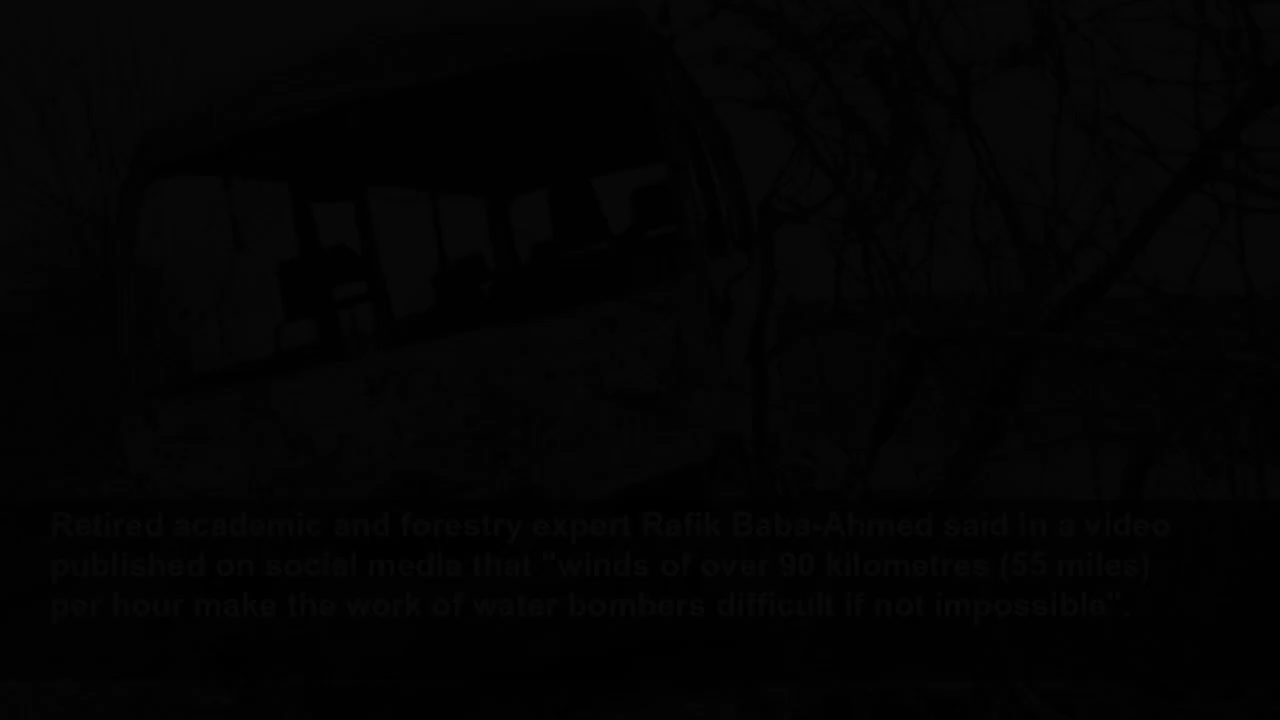 Retired academic and forestry expert Rafik Baba-Ahmed said in a video
published on social media that "winds of over 90 kilometres (55 miles)
per hour make the work of water bombers difficult if not impossible".